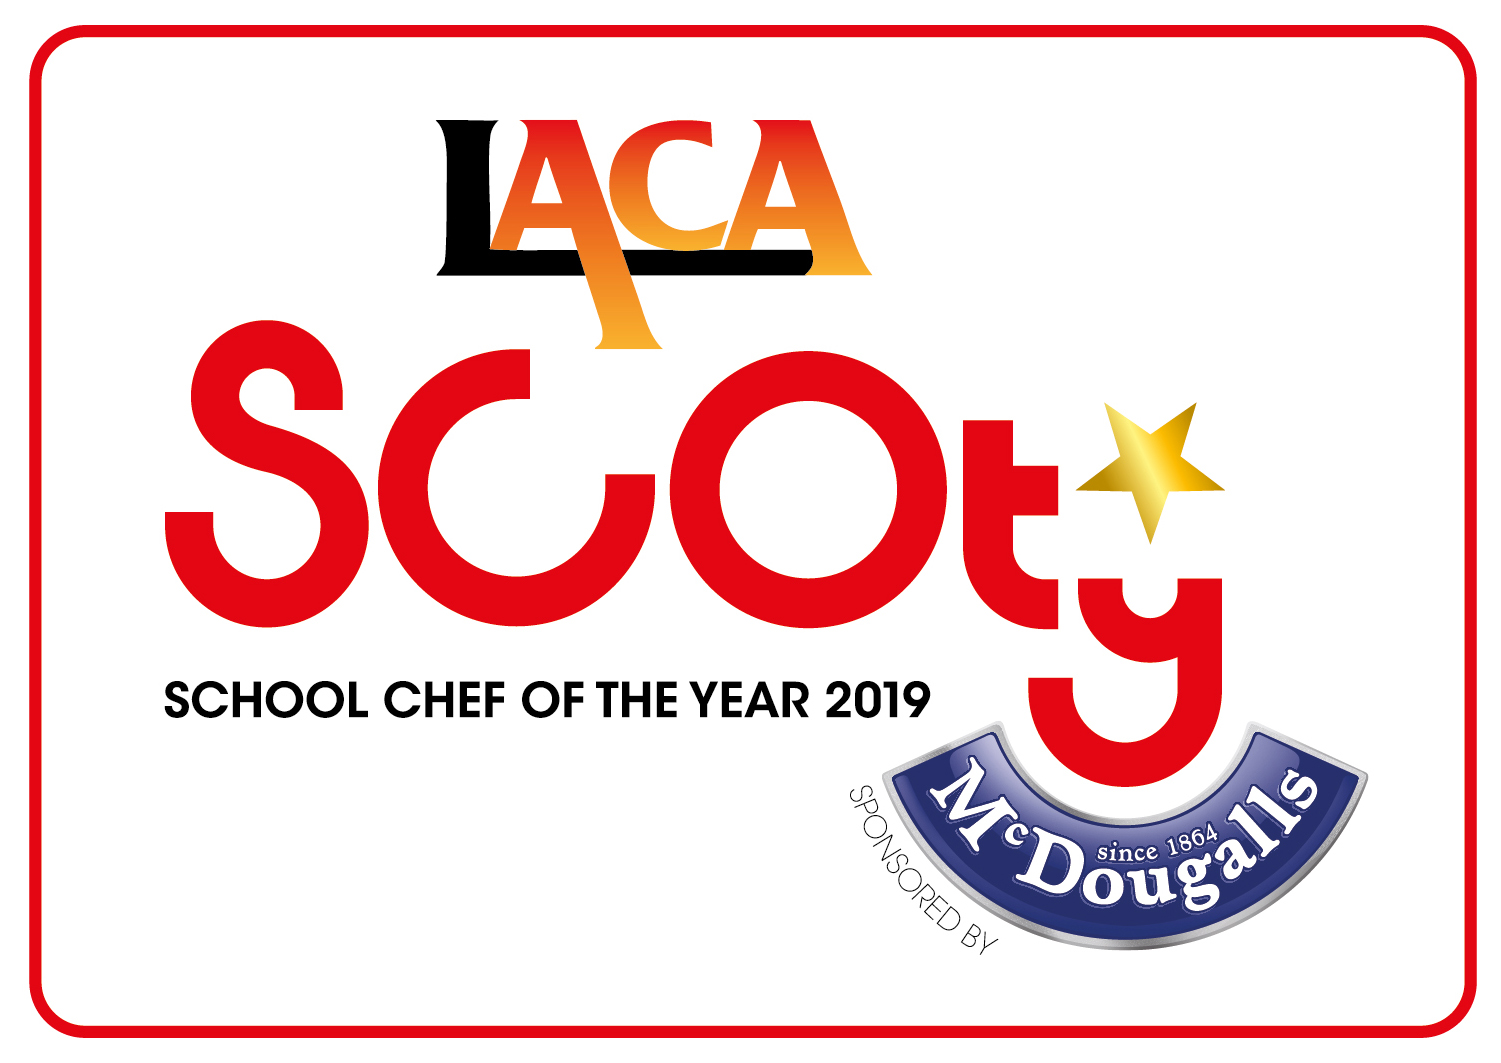 LACA
SCOty
SCHOOL CHEF OF THE YEAR 2019
SPONSORED BY
McDougalls
since 1864